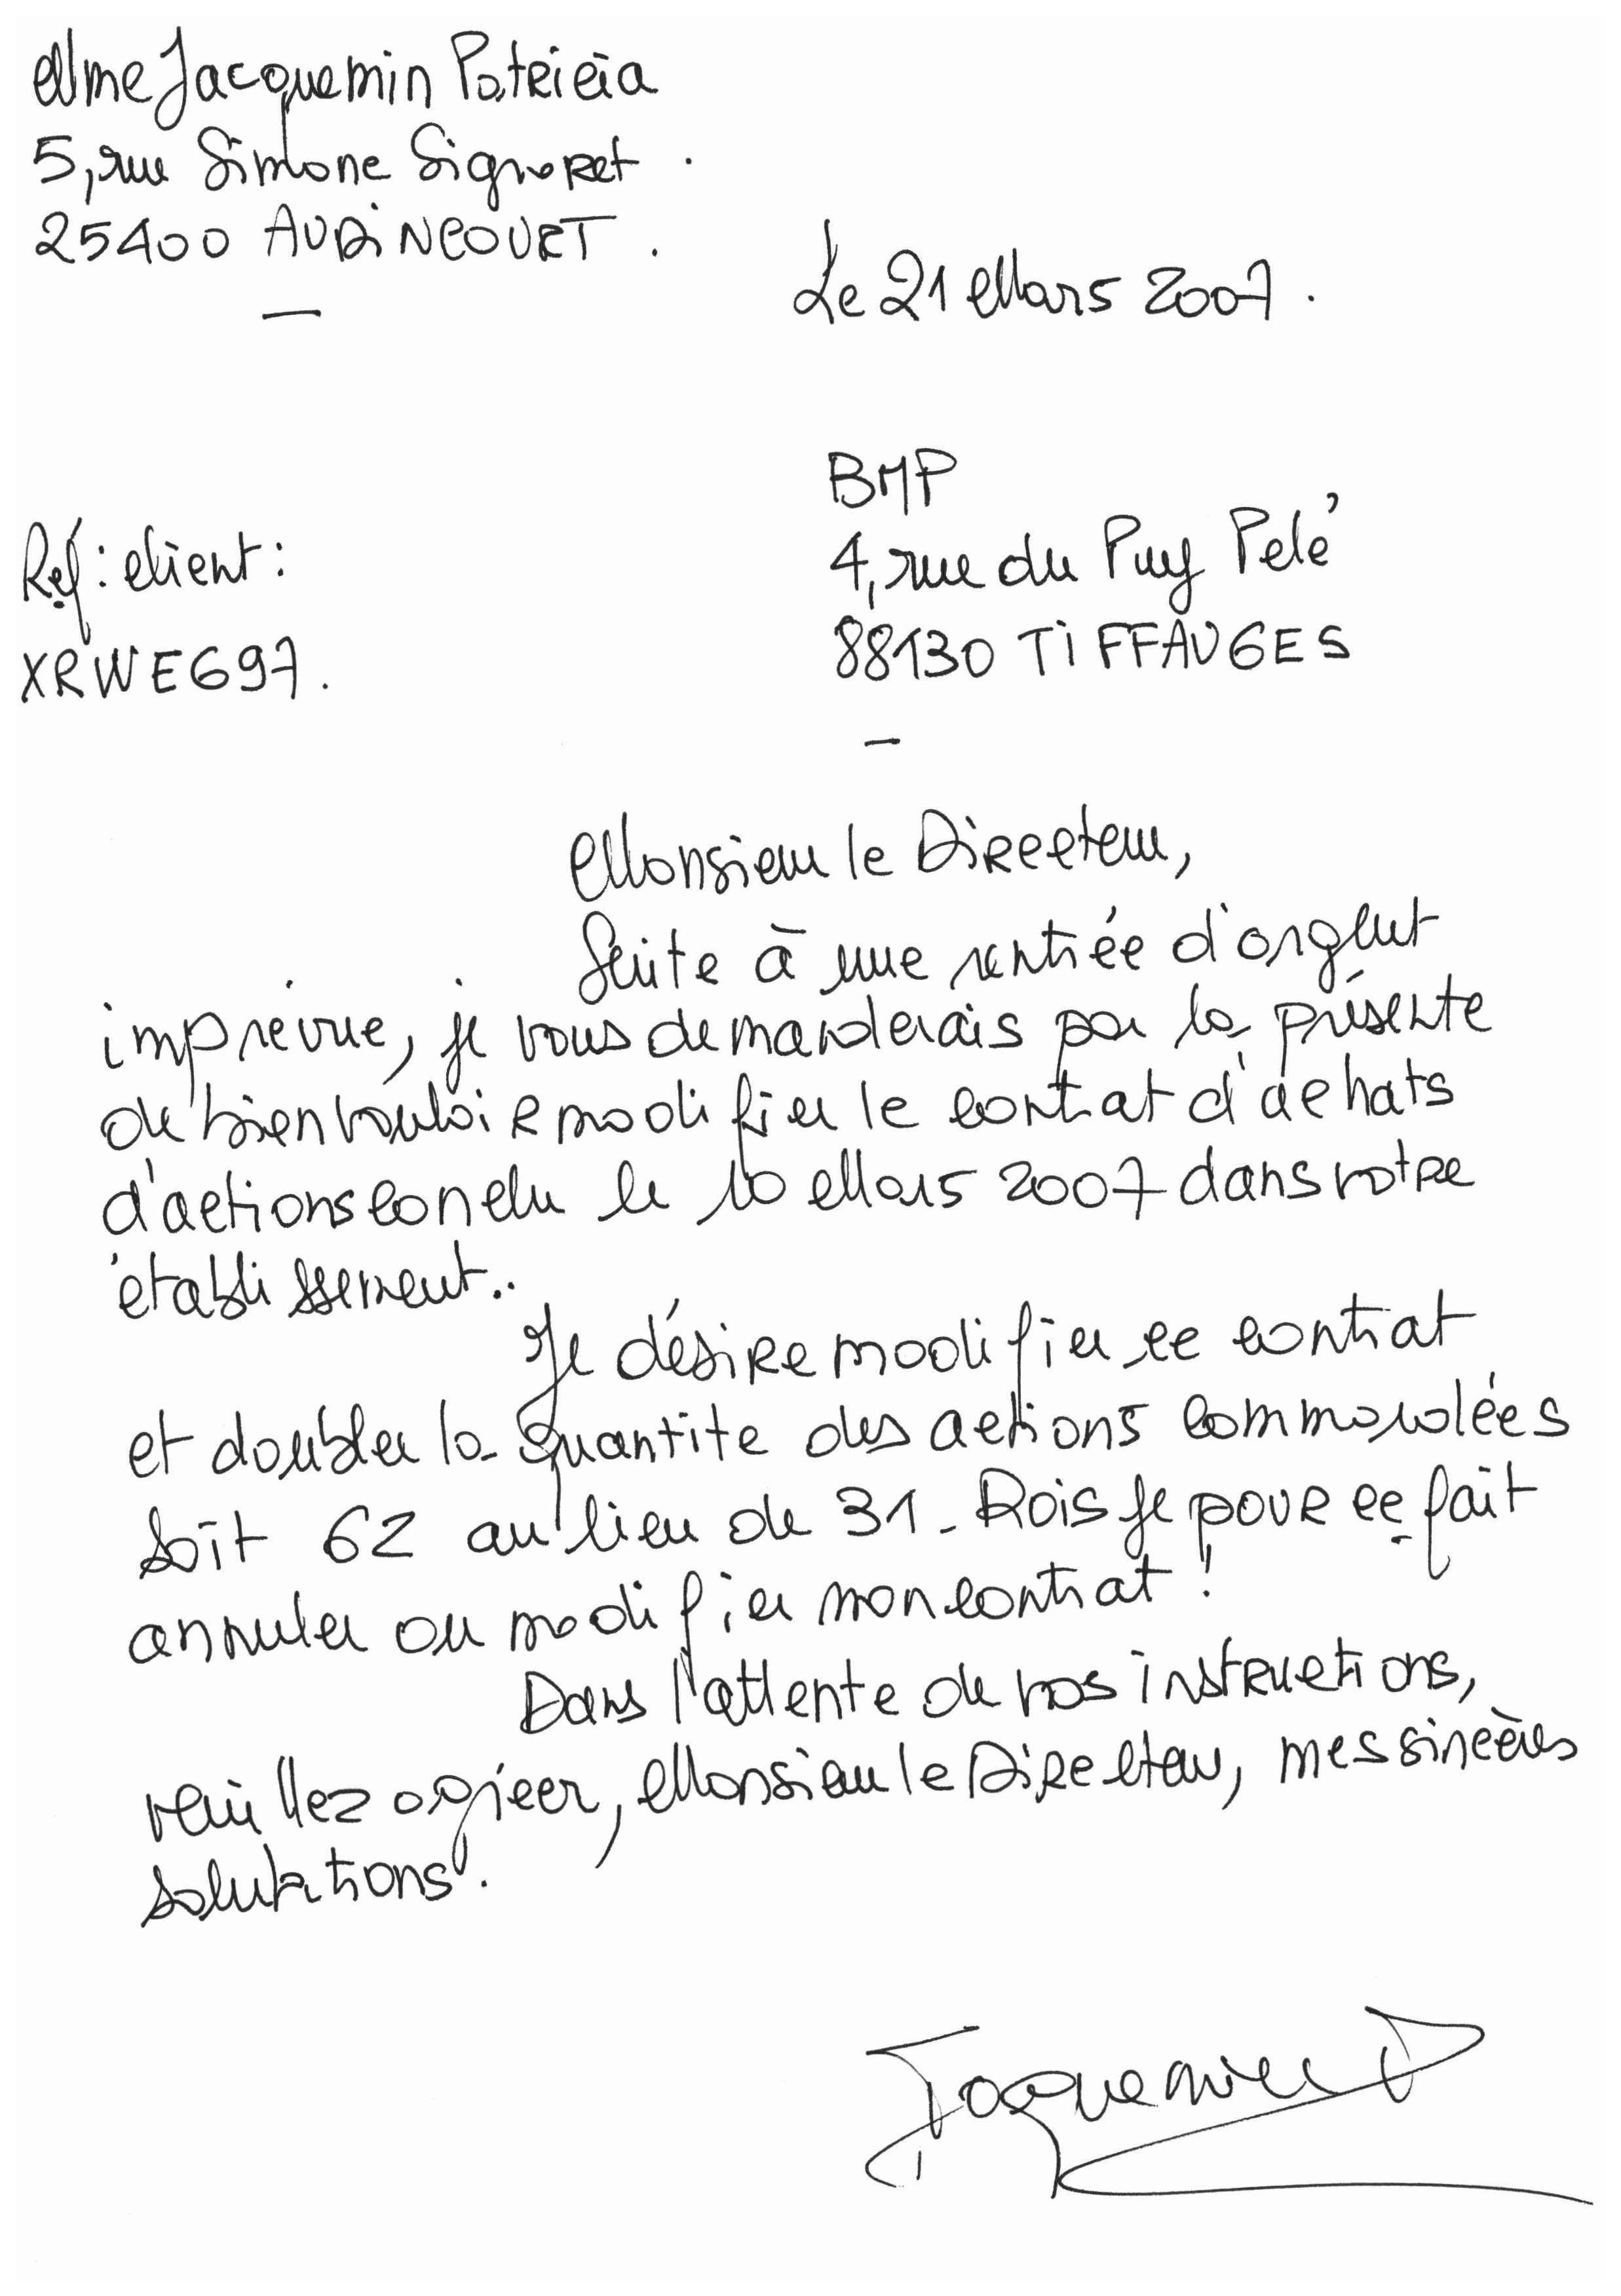 Mme Jacquemin Patricia
5, rue Simone Signoret.
25400 AUDINCOURT.
Le 21 Mars 2007.
BMP
4, rue du Puy Pelé
88130 TIFFAUGES
Réf: client:
XRWE697.
Monsieur le Directeur,
Suite à une rentrée d'argent
imprévue, je vous demanderais par la présente
de bien vouloir modifier le contrat d'achats
d'actions conclu le 10 Mars 2007 dans votre
établissement..
Je désire modifier ce contrat
et doubler la quantité des actions commandées
soit 62 au lieu de 31. Dois je pour ce fait
annuler ou modifier mon contrat!
Dans l'attente de vos instructions,
veuillez agréer, Monsieur le Directeur, mes sincères
salutations.
Jacquemin P